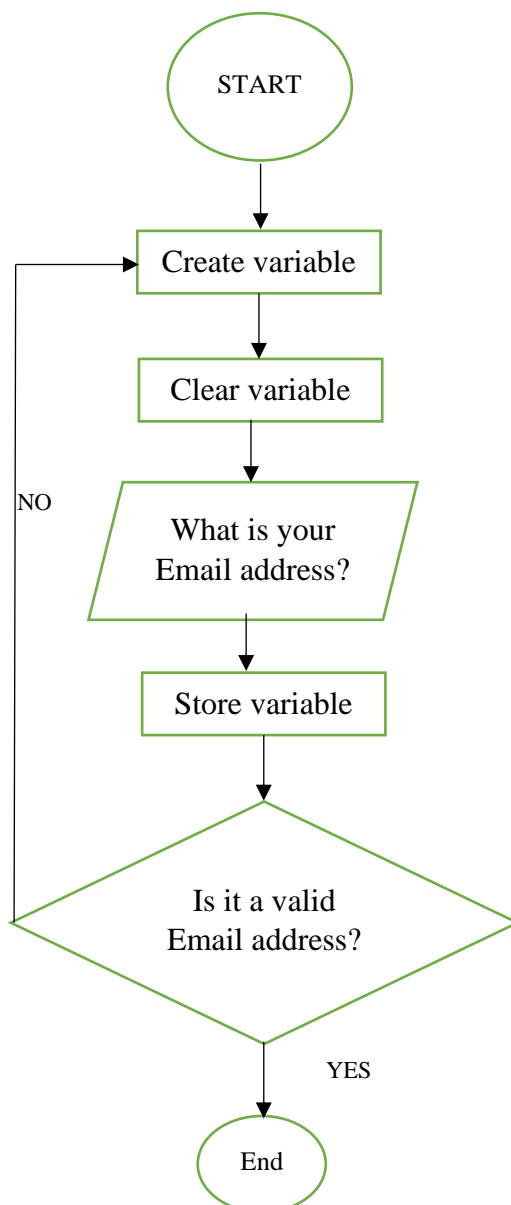 START
Create variable
Clear variable
NO
What is your
Email address?
Store variable
Is it a valid
Email address?
YES
End